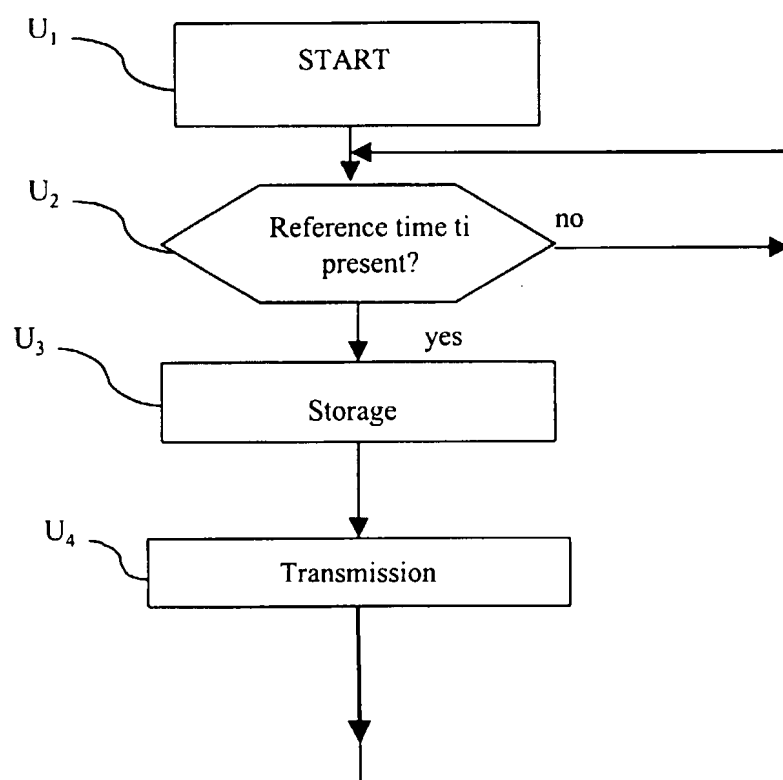 U₁
START
U₂
Reference time ti
present?
no
yes
U₃
Storage
U₄
Transmission